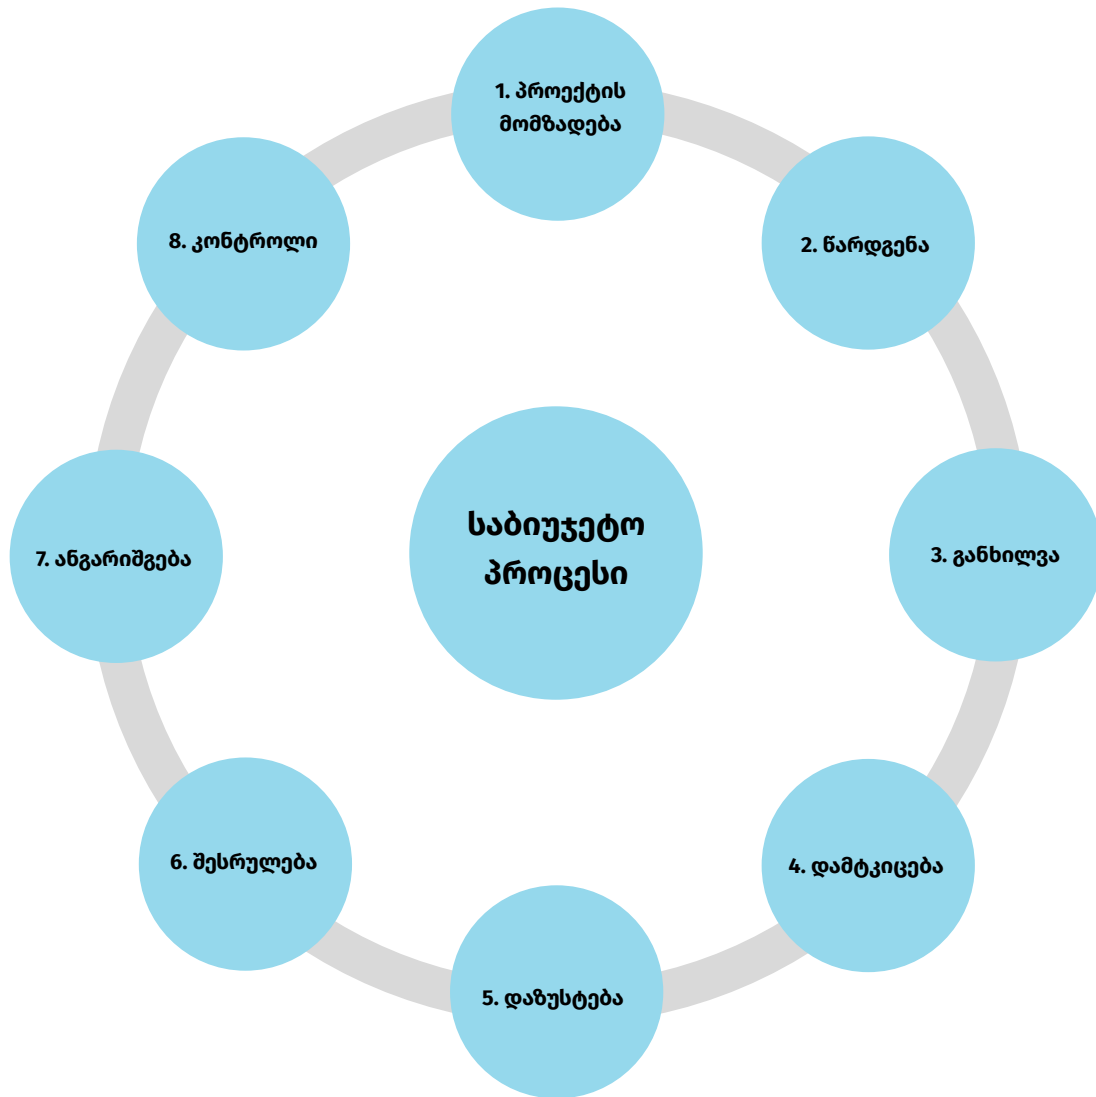 1. პროექტის
მომზადება
2. წარდგენა
3. განხილვა
4. დამტკიცება
5. დაზუსტება
6. შესრულება
7. ანგარიშგება
8. კონტროლი
საბიუჯეტო
პროცესი